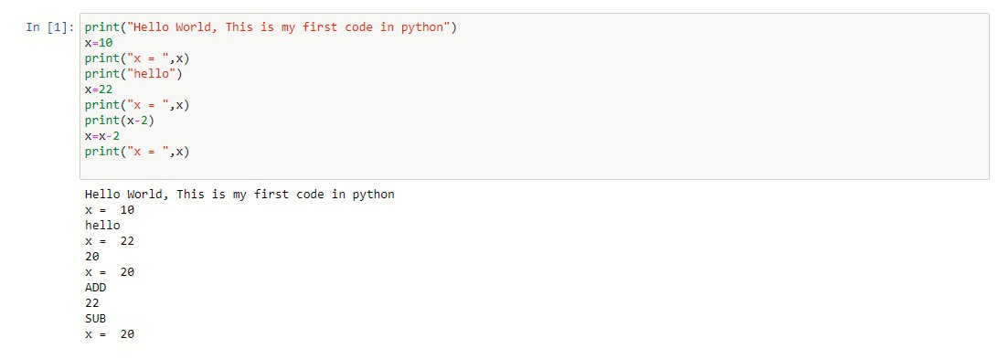 In [1]: print("Hello World, This is my first code in python")
x=10
print("x = ",x)
print("hello")
x=22
print("x = ",x)
print(x-2)
x=x-2
print("x = ",x)
Hello World, This is my first code in python
x =  10
hello
x =  22
20
x =  20
ADD
22
SUB
x =  20